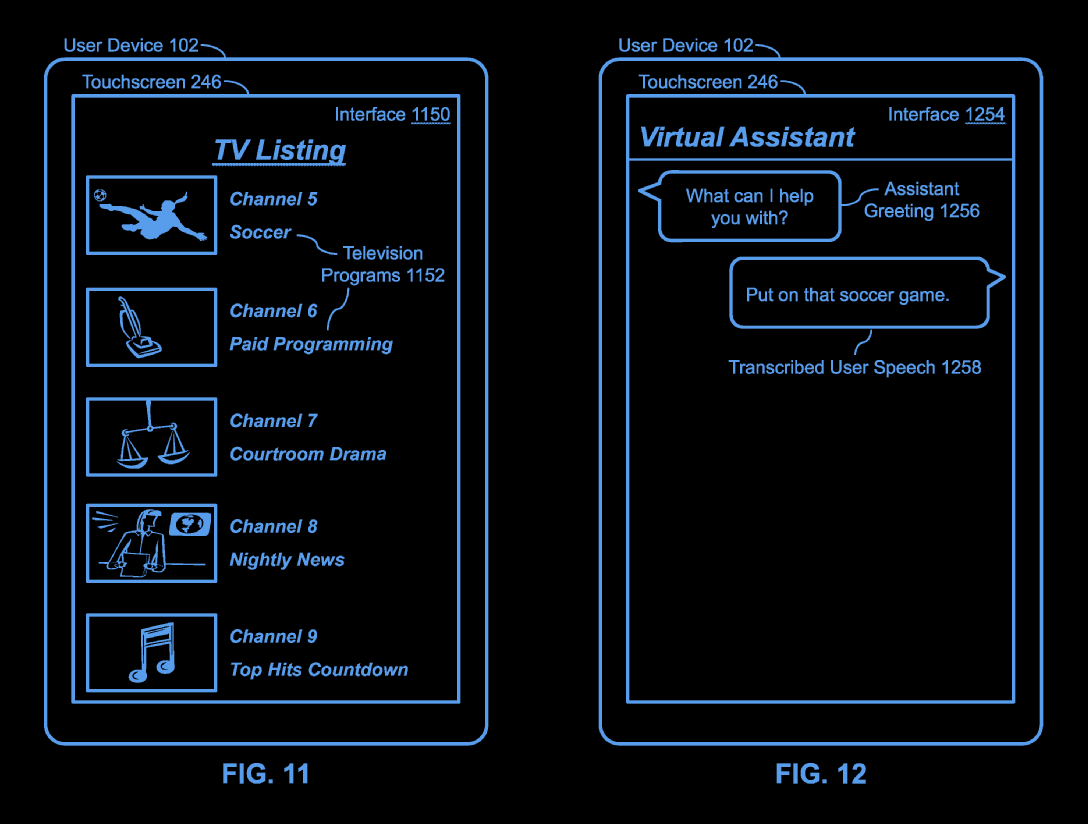 User Device 102
Touchscreen 246
Interface 1150
TV Listing
Channel 5
Soccer
Television
Programs 1152
Channel 6
Paid Programming
Channel 7
Courtroom Drama
Channel 8
Nightly News
Channel 9
Top Hits Countdown
FIG. 11
User Device 102
Touchscreen 246
Interface 1254
Virtual Assistant
What can I help
you with?
Assistant
Greeting 1256
Put on that soccer game.
Transcribed User Speech 1258
FIG. 12